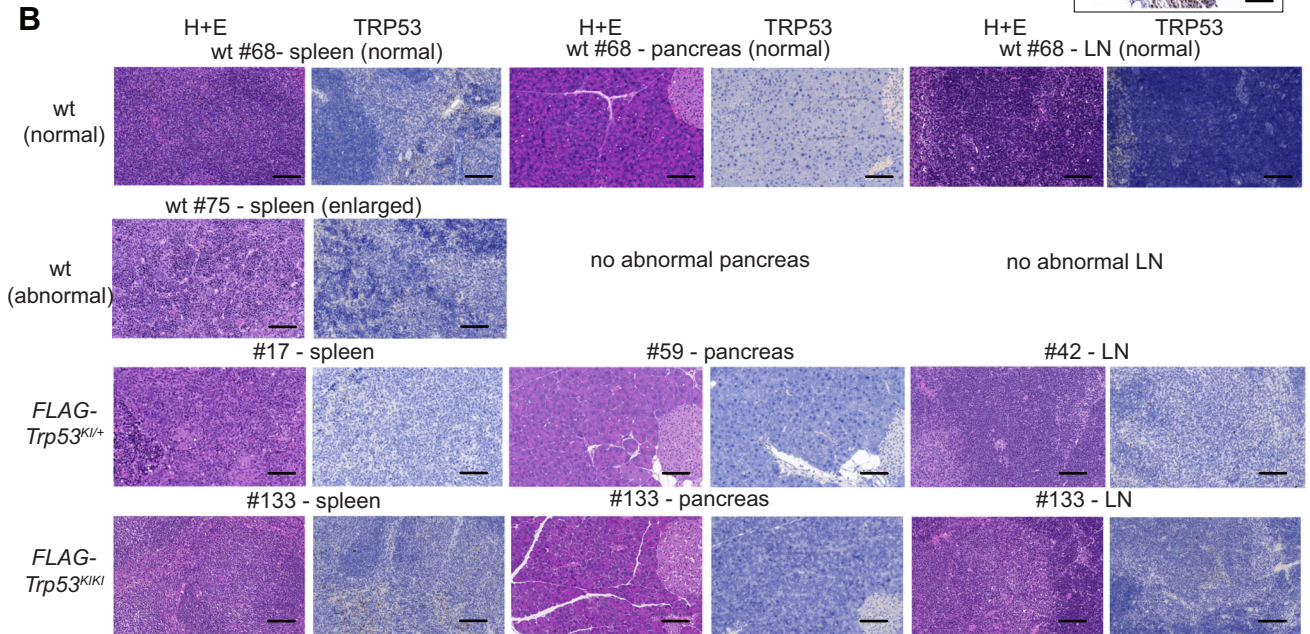 B
H+E TRP53 H+E TRP53 H+E TRP53
wt #68- spleen (normal) wt #68 - pancreas (normal) wt #68 - LN (normal)
wt
(normal)
wt #75 - spleen (enlarged)
wt
(abnormal)
no abnormal pancreas no abnormal LN
#17 - spleen #59 - pancreas #42 - LN
FLAG-
Trp53KI/+
#133 - spleen #133 - pancreas #133 - LN
FLAG-
Trp53KIKI